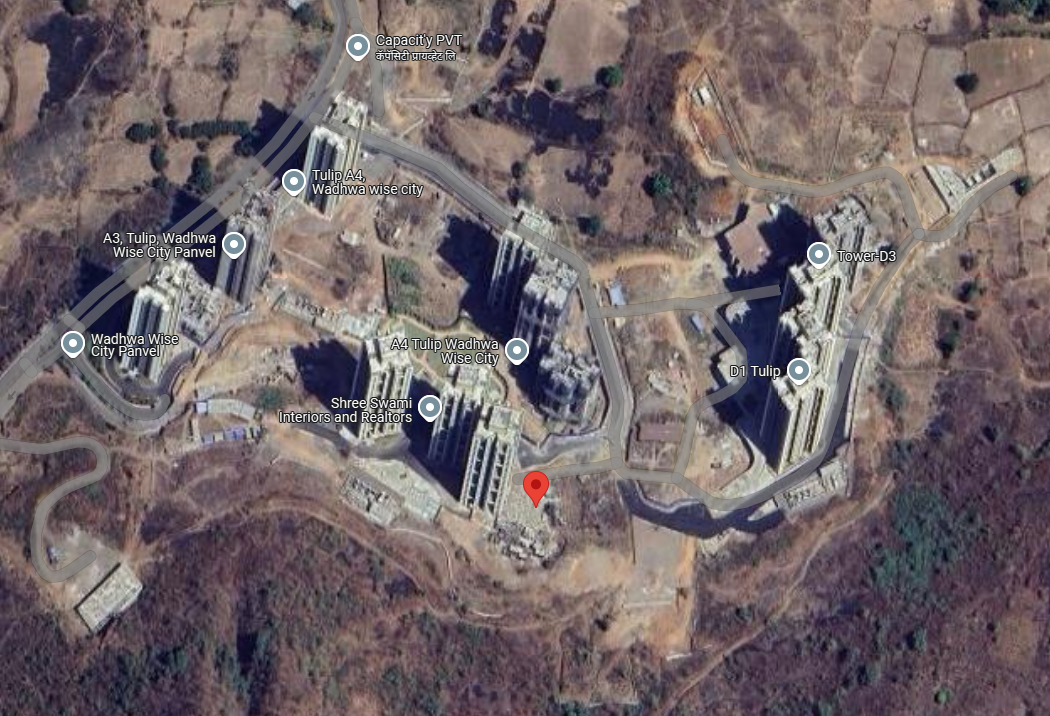 Capacit'y PVT
कॅपॅसिटी प्रायव्हेट लि
Tulip A4,
Wadhwa wise city
A3, Tulip, Wadhwa
Wise City Panvel
Tower-D3
Wadhwa Wise
City Panvel
A4 Tulip Wadhwa
Wise City
D1 Tulip
Shree Swami
Interiors and Realtors